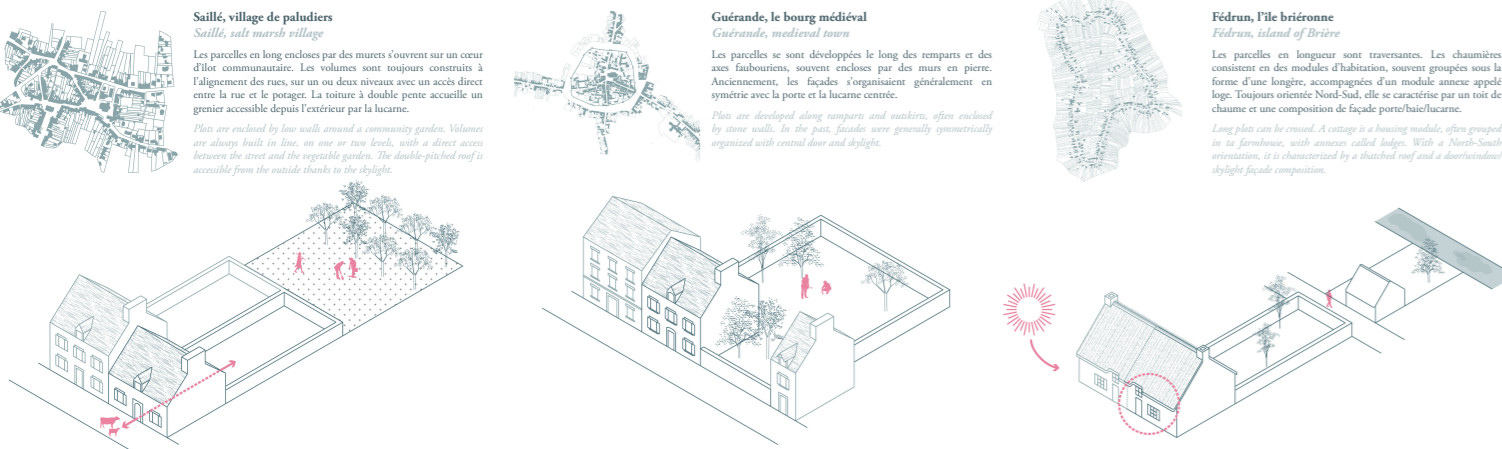 Saillé, village de paludiers
Saillé, salt marsh village
Les parcelles en long encloses par des murets s'ouvrent sur un cœur
d'îlot communautaire. Les volumes sont toujours construits à
l'alignement des rues, sur un ou deux niveaux avec un accès direct
entre la rue et le potager. La toiture à double pente accueille un
grenier accessible depuis l'extérieur par la lucarne.
Plots are enclosed by low walls around a community garden. Volumes
are always built in line, on one or two levels, with a direct access
between the street and the vegetable garden. The double-pitched roof is
accessible from the outside thanks to the skylight.
Guérande, le bourg médiéval
Guérande, medieval town
Les parcelles se sont développées le long des remparts et des
axes faubouriens, souvent encloses par des murs en pierre.
Anciennement, les façades s'organisaient généralement en
symétrie avec la porte et la lucarne centrée.
Plots are developed along ramparts and outskirts, often enclosed
by stone walls. In the past, facades were generally symmetrically
organized with central door and skylight.
Fédrun, l'île briéronne
Fédrun, island of Brière
Les parcelles en longueur sont traversantes. Les chaumières
consistent en des modules d'habitation, souvent groupées sous la
forme d'une longère, accompagnées d'un module annexe appelé
loge. Toujours orientée Nord-Sud, elle se caractérise par un toit de
chaume et une composition de façade porte/baie/lucarne.
Long plots can be crossed. A cottage is a housing module, often grouped
in ta farmhouse, with annexes called lodges. With a North-South
orientation, it is characterized by a thatched roof and a door/window/
skylight façade composition.